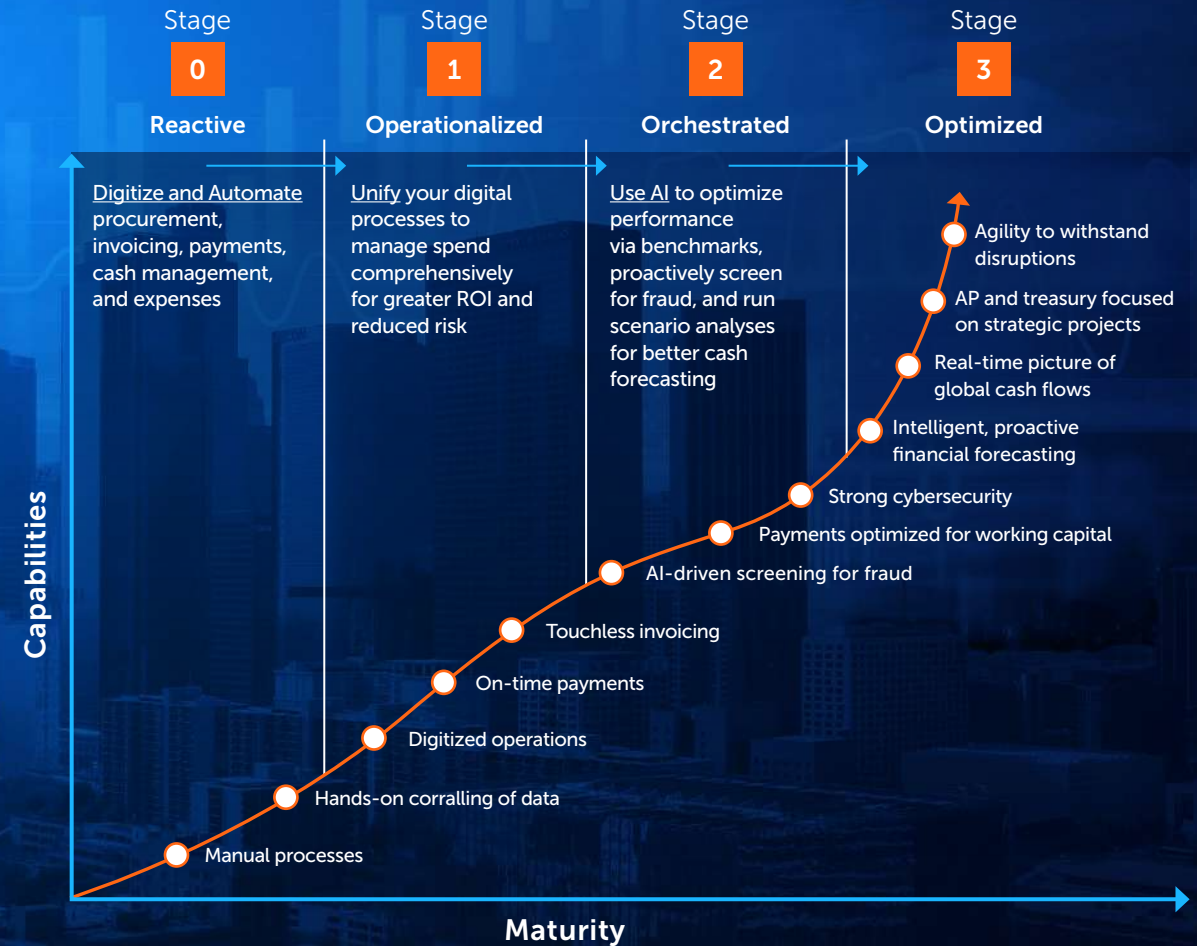 Stage
0
Reactive
Stage
1
Operationalized
Stage
2
Orchestrated
Stage
3
Optimized
Digitize and Automate
procurement,
invoicing, payments,
cash management,
and expenses
Unify your digital
processes to
manage spend
comprehensively
for greater ROI and
reduced risk
Use AI to optimize
performance
via benchmarks,
proactively screen
for fraud, and run
scenario analyses
for better cash
forecasting
Agility to withstand
disruptions
AP and treasury focused
on strategic projects
Real-time picture of
global cash flows
Intelligent, proactive
financial forecasting
Strong cybersecurity
Payments optimized for working capital
AI-driven screening for fraud
Touchless invoicing
On-time payments
Digitized operations
Hands-on corralling of data
Manual processes
Capabilities
Maturity